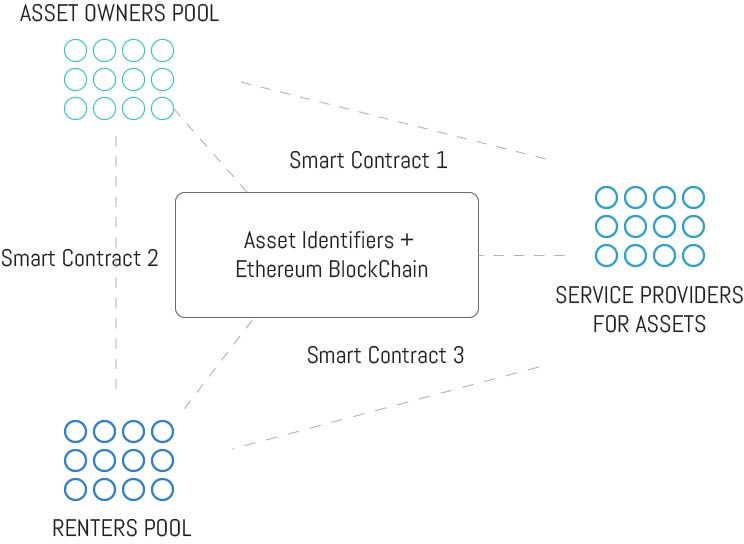 ASSET OWNERS POOL
Smart Contract 1
Asset Identifiers +
Ethereum BlockChain
Smart Contract 2
SERVICE PROVIDERS
FOR ASSETS
Smart Contract 3
RENTERS POOL